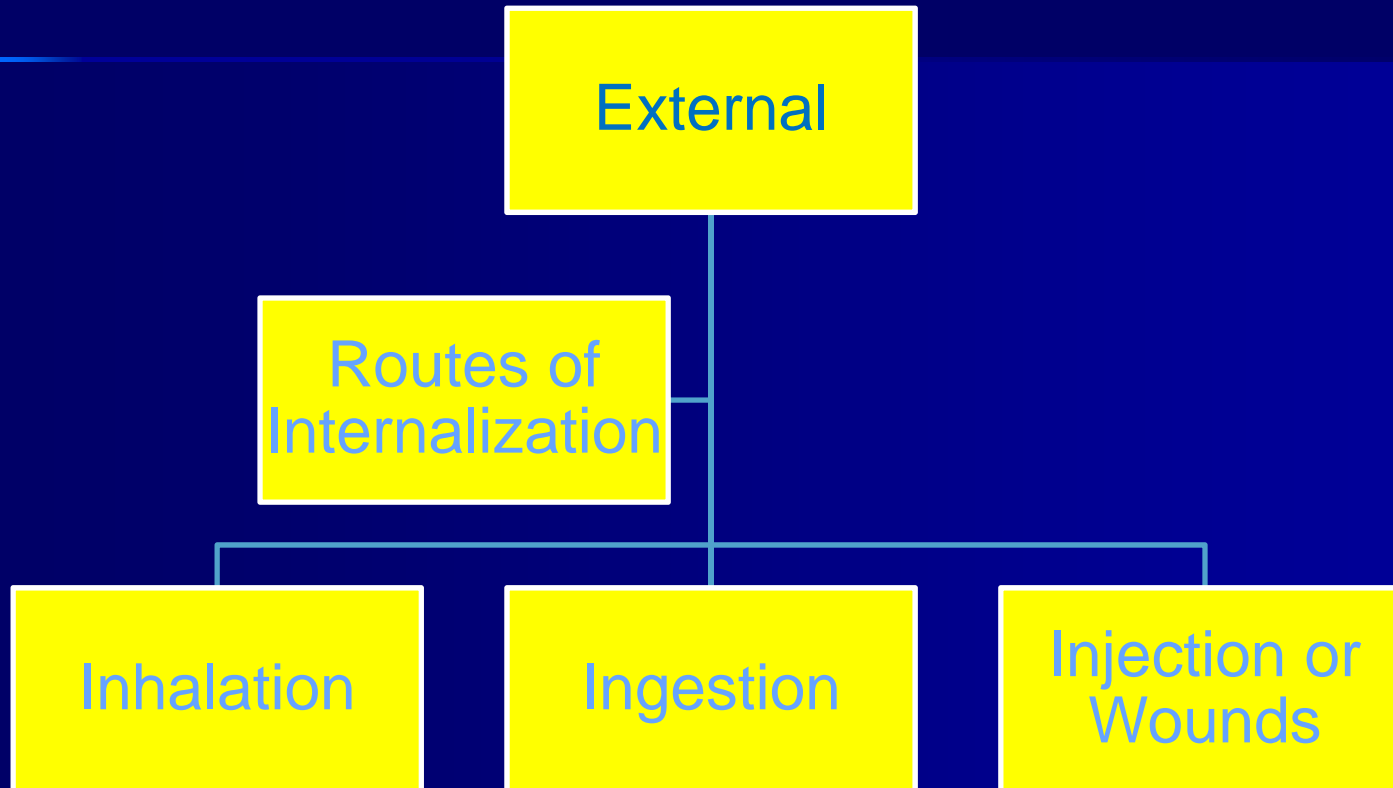 External
Routes of
Internalization
Inhalation
Ingestion
Injection or
Wounds